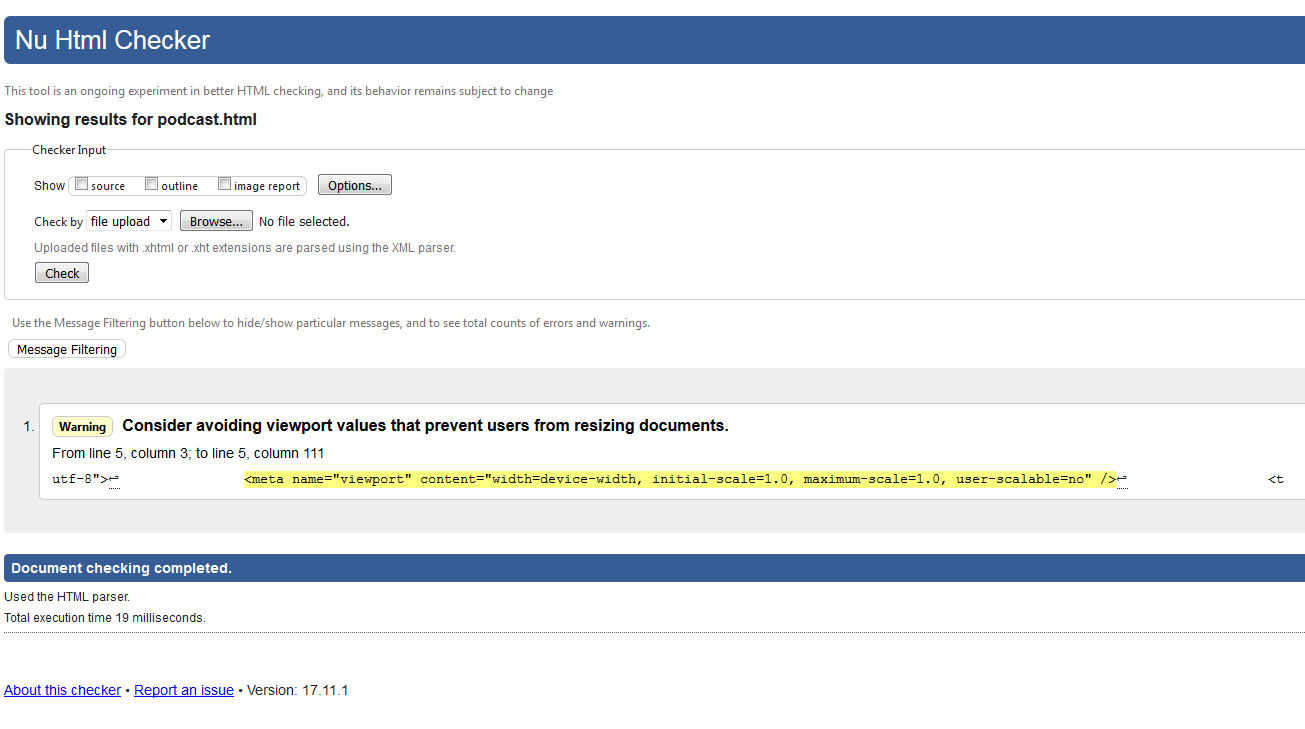 Nu Html Checker
This tool is an ongoing experiment in better HTML checking, and its behavior remains subject to change
Showing results for podcast.html
Checker Input
Show source outline image report Options...
Check by file upload Browse... No file selected.
Uploaded files with .xhtml or .xht extensions are parsed using the XML parser.
Check
Use the Message Filtering button below to hide/show particular messages, and to see total counts of errors and warnings.
Message Filtering
1. Warning Consider avoiding viewport values that prevent users from resizing documents.
From line 5, column 3; to line 5, column 111
utf-8">↩ <meta name="viewport" content="width=device-width, initial-scale=1.0, maximum-scale=1.0, user-scalable=no" />↩ <t
Document checking completed.
Used the HTML parser.
Total execution time 19 milliseconds.
About this checker • Report an issue • Version: 17.11.1